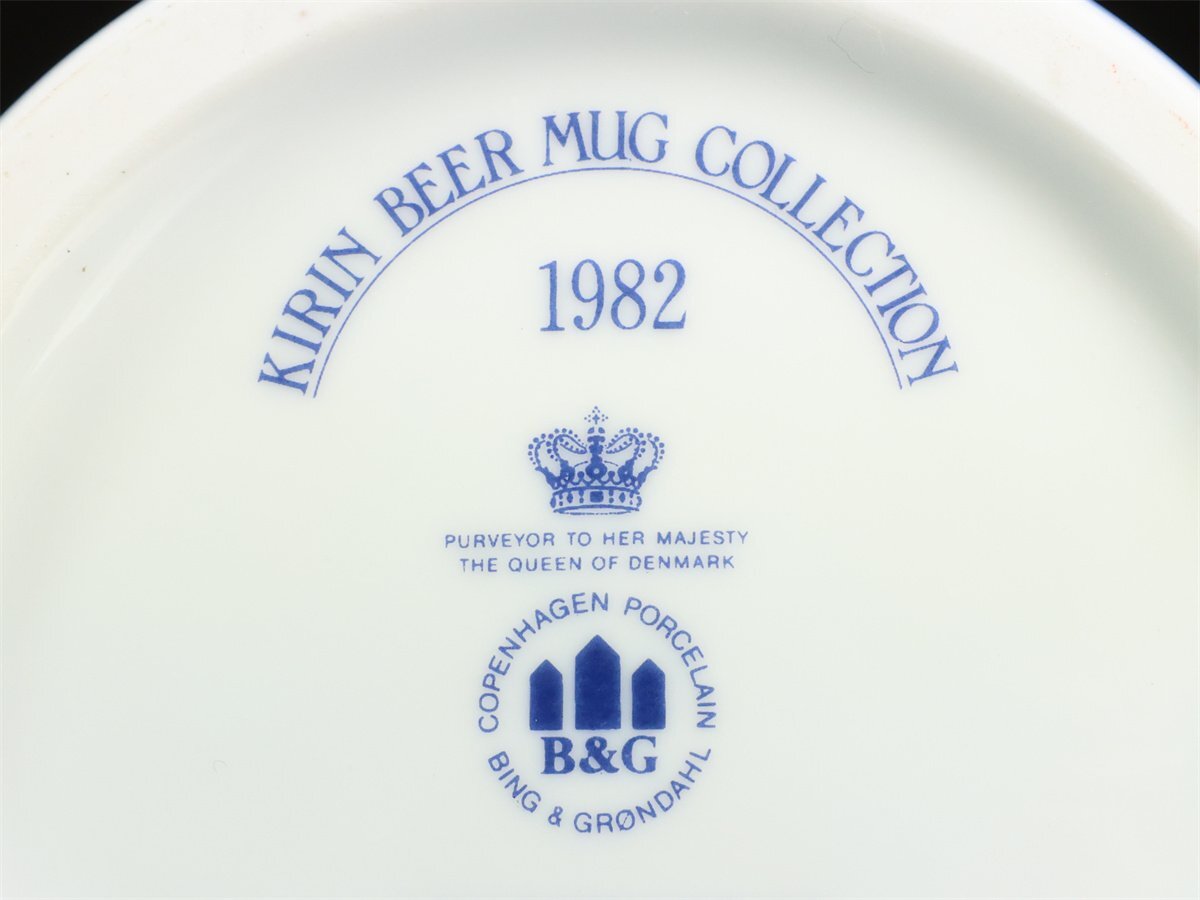 KIRIN BEER MUG COLLECTION
1982
PURVEYOR TO HER MAJESTY
THE QUEEN OF DENMARK
COPENHAGEN PORCELAIN
B&G
BING & GRØNDAHL